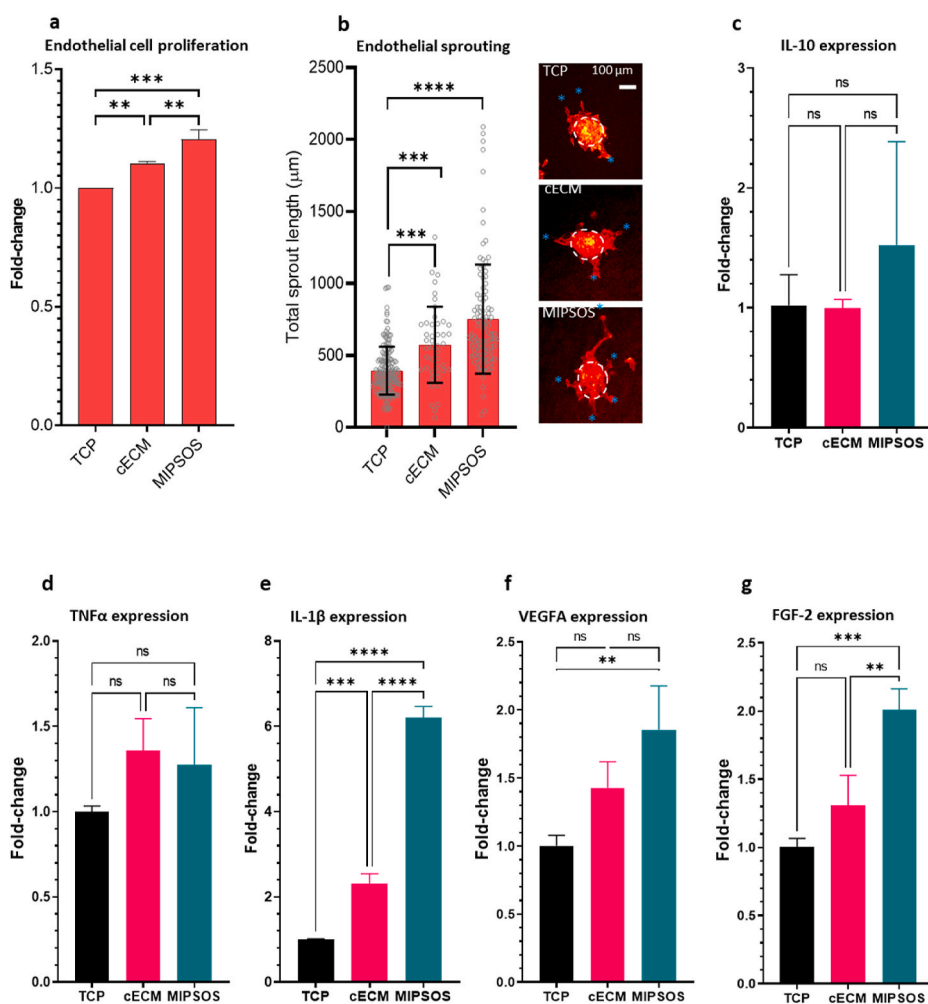 a
Endothelial cell proliferation
1.5
1.0
0.5
0.0
Fold-change
***
** **
TCP
cECM
MIPSOS
b
Endothelial sprouting
2500
2000
1500
1000
500
0
Total sprout length (μm)
****
***
***
TCP
cECM
MIPSOS
TCP
100 μm
cECM
MIPSOS
c
IL-10 expression
3
2
1
0
Fold-change
ns
ns ns
TCP cECM MIPSOS
d
TNFα expression
2.0
1.5
1.0
0.5
0.0
Fold-change
ns
ns ns
TCP cECM MIPSOS
e
IL-1β expression
8
6
4
2
0
Fold-change
****
*** ****
TCP cECM MIPSOS
f
VEGFA expression
2.5
2.0
1.5
1.0
0.5
0.0
Fold-change
ns ns
**
TCP cECM MIPSOS
g
FGF-2 expression
2.5
2.0
1.5
1.0
0.5
0.0
Fold-change
***
ns **
TCP cECM MIPSOS